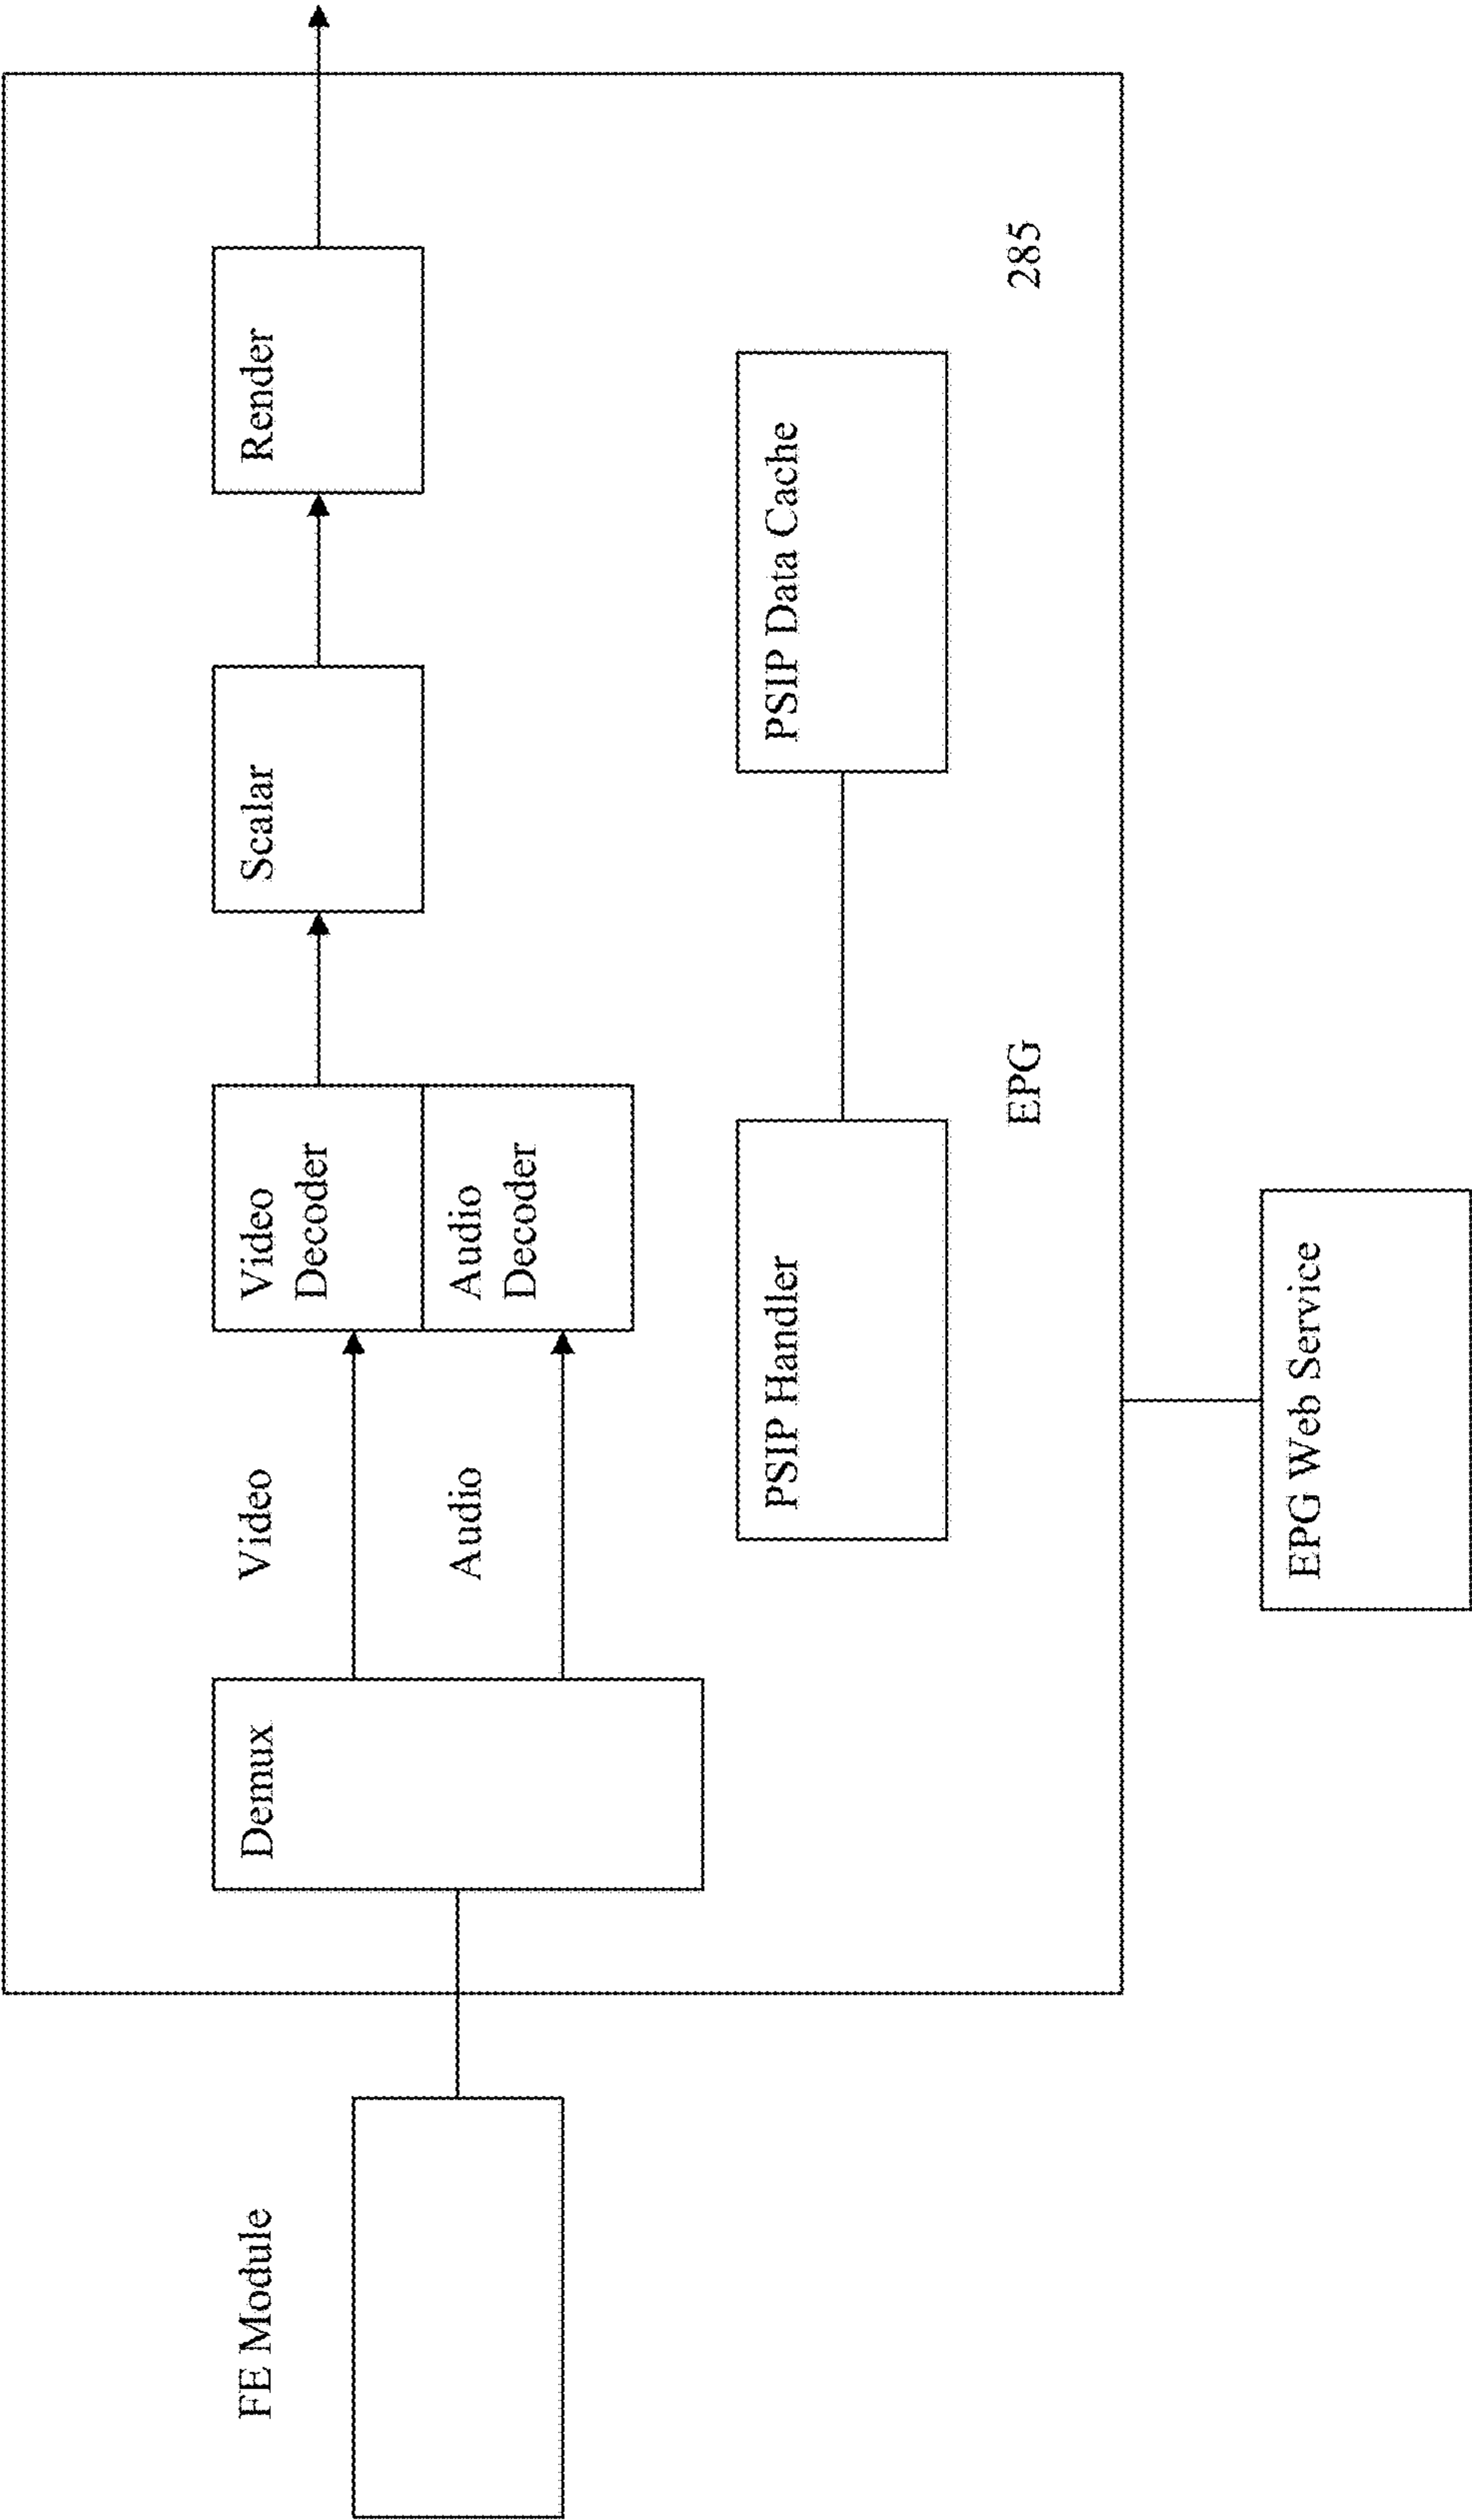 FE Module
Demux
Video
Audio
Video
Decoder
Audio
Decoder
Scalar
Render
PSIP Handler
PSIP Data Cache
EPG
285
EPG Web Service